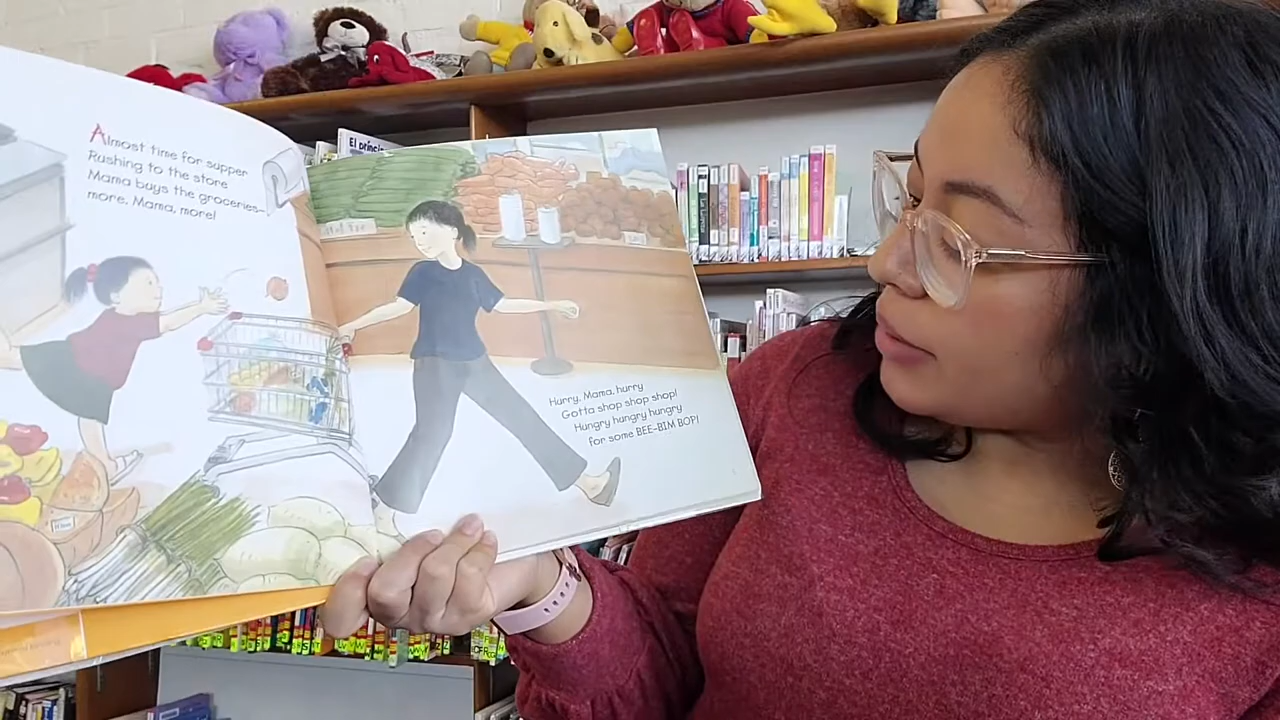 Almost time for supper
Rushing to the store
Mama buys the groceries—
more, Mama, more!
Hurry, Mama, hurry
Gotta shop shop shop!
Hungry hungry hungry
for some BEE-BIM BOP!
El princi